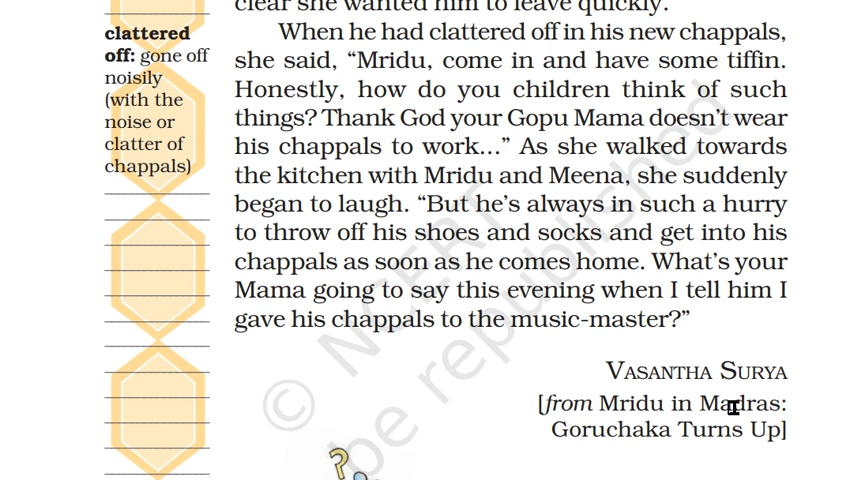 clear she wanted him to leave quickly.
When he had clattered off in his new chappals,
she said, “Mridu, come in and have some tiffin.
Honestly, how do you children think of such
things? Thank God your Gopu Mama doesn’t wear
his chappals to work...” As she walked towards
the kitchen with Mridu and Meena, she suddenly
began to laugh. “But he’s always in such a hurry
to throw off his shoes and socks and get into his
chappals as soon as he comes home. What’s your
Mama going to say this evening when I tell him I
gave his chappals to the music-master?”
VASANTHA SURYA
[from Mridu in Madras:
Goruchaka Turns Up]
clattered
off: gone off
noisily
(with the
noise or
clatter of
chappals)
© NCERT
be republished
?